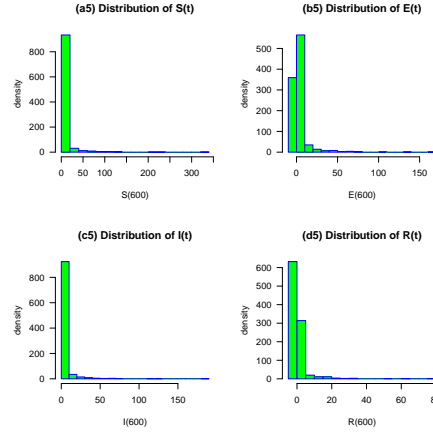 (a5) Distribution of S(t)
density
800
600
400
200
0
0 50 100 150 200 300
S(600)
(b5) Distribution of E(t)
density
500
400
300
200
100
0
0 50 100 150
E(600)
(c5) Distribution of I(t)
density
800
600
400
200
0
0 50 100 150
I(600)
(d5) Distribution of R(t)
density
600
500
400
300
200
100
0
0 20 40 60
R(600)